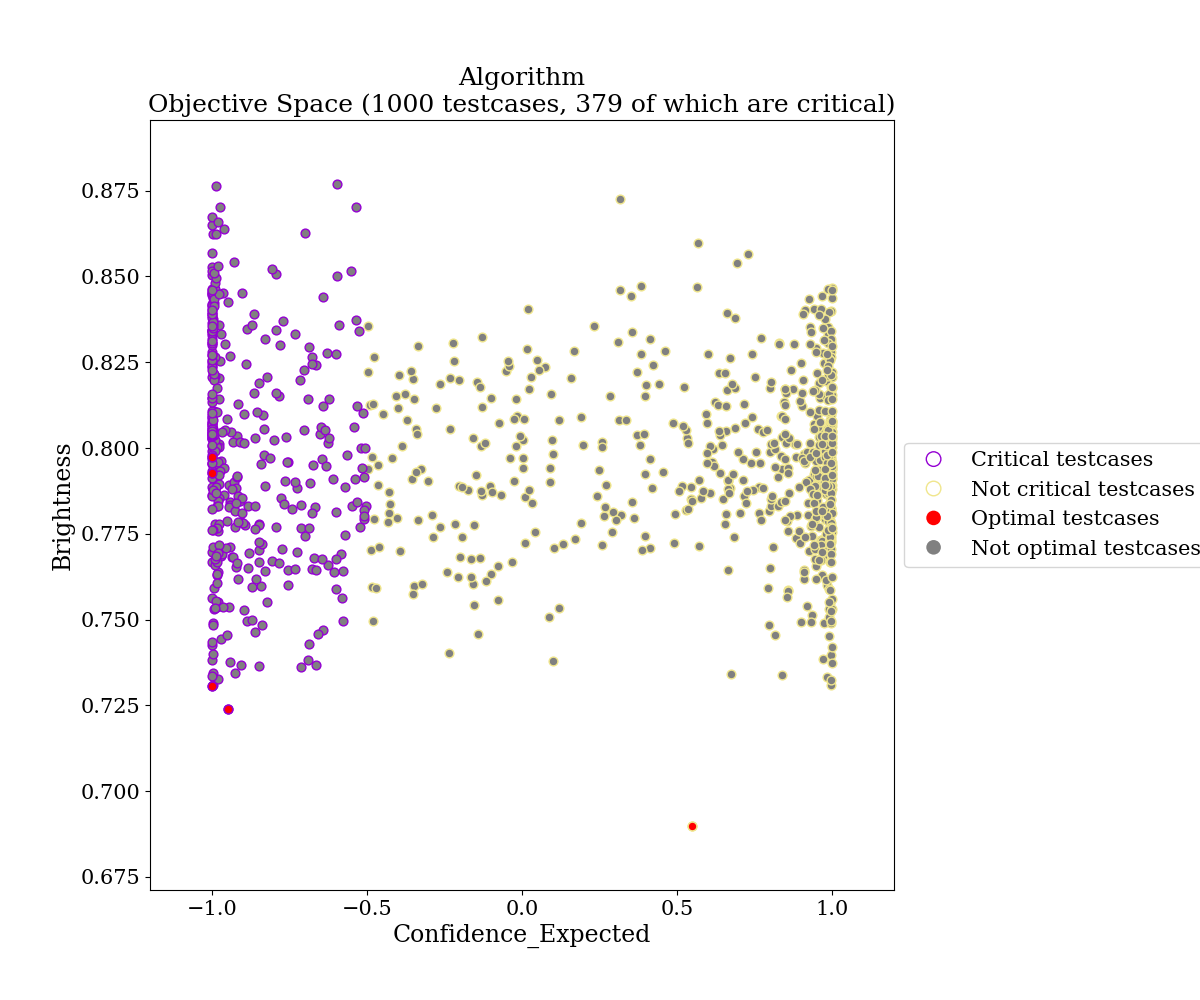 Algorithm
Objective Space (1000 testcases, 379 of which are critical)
0.875
0.850
0.825
0.800
0.775
0.750
0.725
0.700
0.675
Brightness
−1.0
−0.5
0.0
0.5
1.0
Confidence_Expected
Critical testcases
Not critical testcases
Optimal testcases
Not optimal testcases